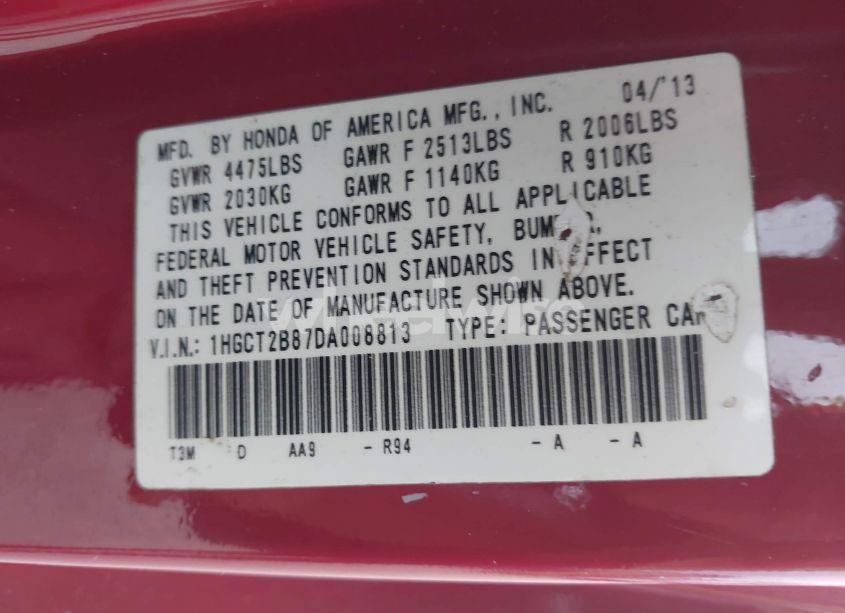 MFD. BY HONDA OF AMERICA MFG., INC. 04/'13
GVWR 4475LBS GAWR F 2513LBS R 2006LBS
GVWR 2030KG GAWR F 1140KG R 910KG
THIS VEHICLE CONFORMS TO ALL APPLICABLE
FEDERAL MOTOR VEHICLE SAFETY,
AND THEFT PREVENTION STANDARDS IN
ON THE DATE OF MANUFACTURE SHOWN ABOVE.
V.I.N.: 1HGCT2B87DA008813 TYPE: PASSENGER CAR
T3M D AA9 - R94 - A - A